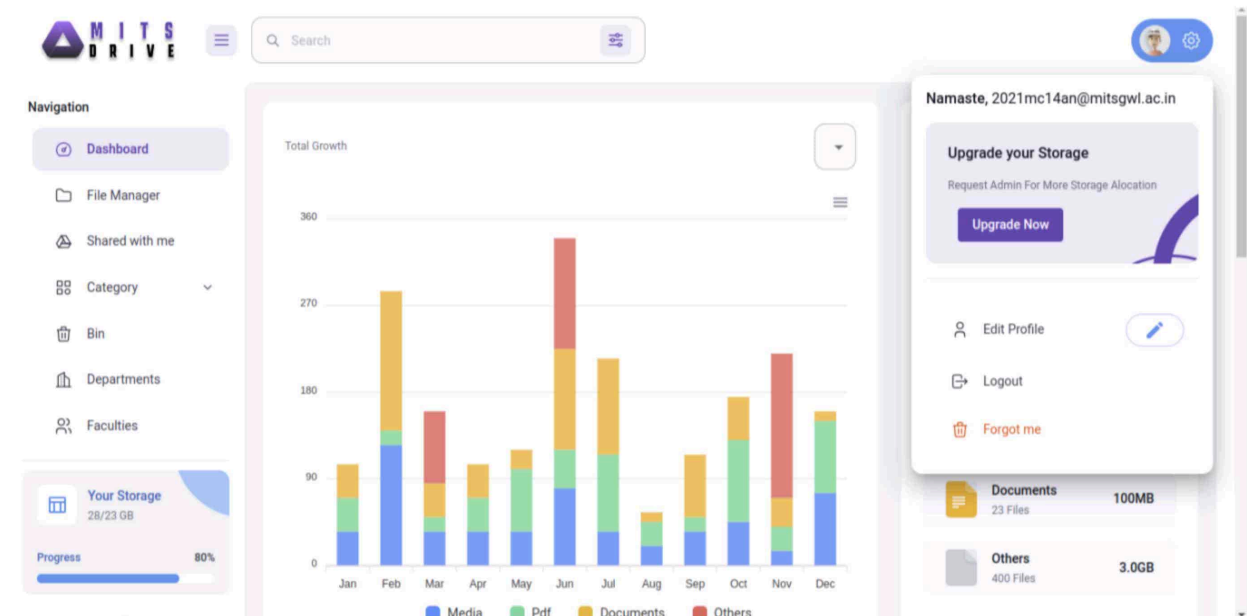 MITS
DRIVE
Search
Navigation
Dashboard
File Manager
Shared with me
Category
Bin
Departments
Faculties
Your Storage
28/23 GB
Progress 80%
Total Growth
360
270
180
90
0
Jan Feb Mar Apr May Jun Jul Aug Sep Oct Nov Dec
Media Pdf Documents Others
Namaste, 2021mc14an@mitsgwl.ac.in
Upgrade your Storage
Request Admin For More Storage Alocation
Upgrade Now
Edit Profile
Logout
Forgot me
Documents 100MB
23 Files
Others 3.0GB
400 Files